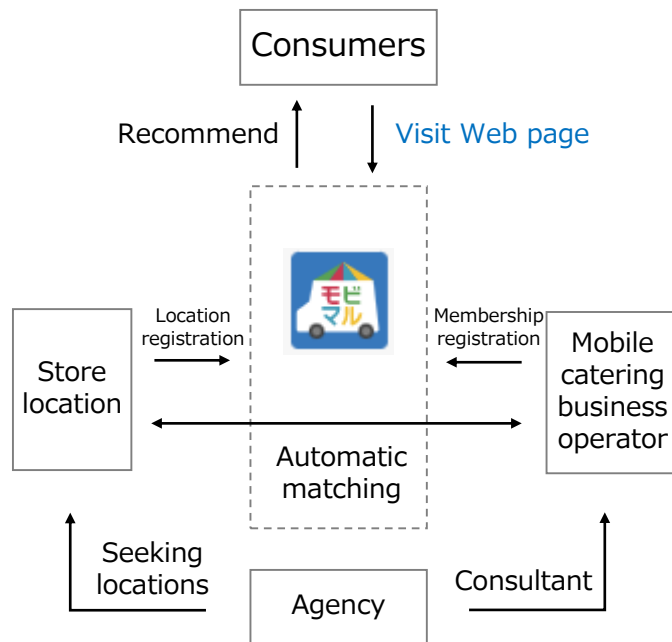 Consumers
Recommend
Visit Web page
モビ
マル
Location
registration
Membership
registration
Store
location
Mobile
catering
business
operator
Automatic
matching
Seeking
locations
Agency
Consultant